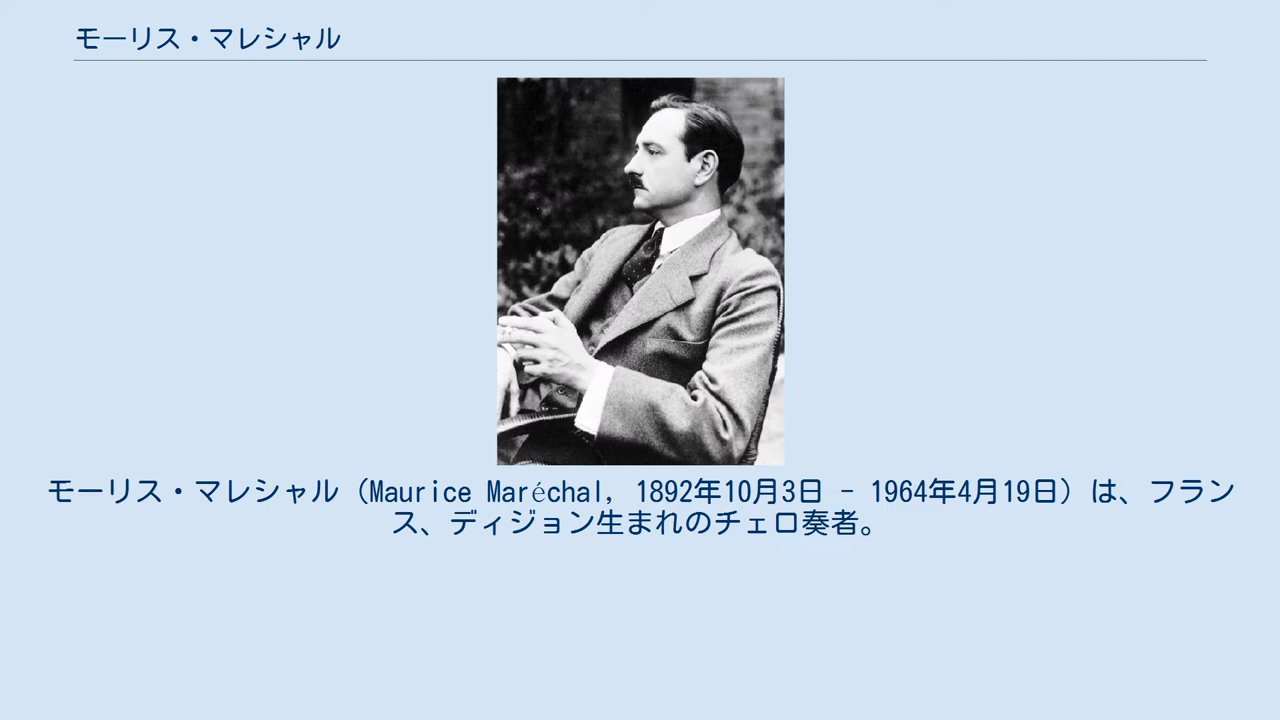 モーリス・マレシャル
モーリス・マレシャル（Maurice Maréchal, 1892年10月3日 - 1964年4月19日）は、フラン
ス、ディジョン生まれのチェロ奏者。